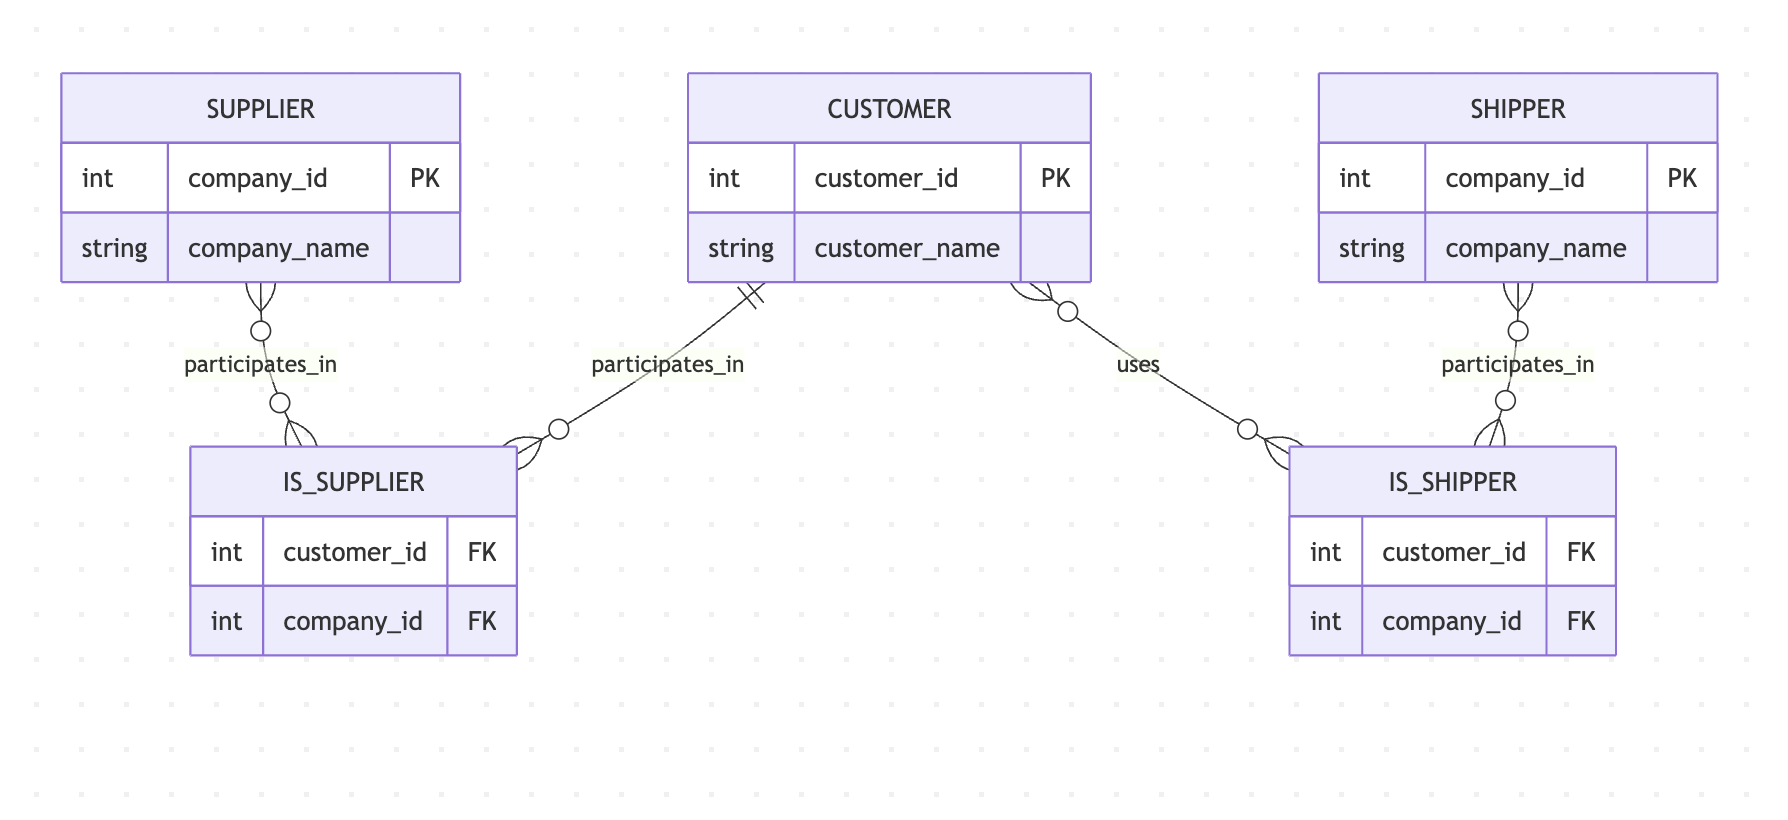 SUPPLIER
int company_id PK
string company_name
CUSTOMER
int customer_id PK
string customer_name
SHIPPER
int company_id PK
string company_name
participates_in
participates_in
uses
participates_in
IS_SUPPLIER
int customer_id FK
int company_id FK
IS_SHIPPER
int customer_id FK
int company_id FK